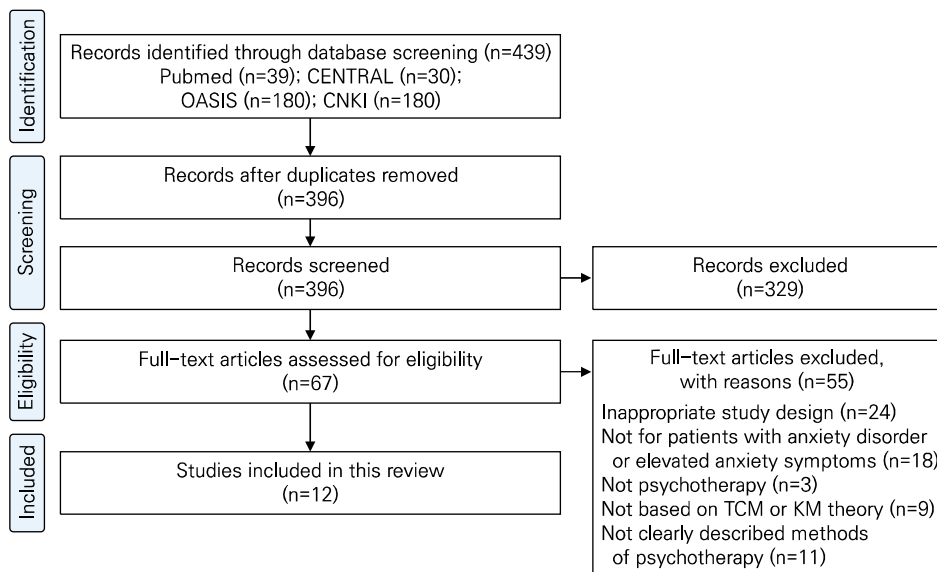 Identification
Records identified through database screening (n=439)
Pubmed (n=39); CENTRAL (n=30);
OASIS (n=180); CNKI (n=180)
Screening
Records after duplicates removed
(n=396)
Records screened
(n=396)
Records excluded
(n=329)
Eligibility
Full-text articles assessed for eligibility
(n=67)
Full-text articles excluded,
with reasons (n=55)
Inappropriate study design (n=24)
Not for patients with anxiety disorder
or elevated anxiety symptoms (n=18)
Not psychotherapy (n=3)
Not based on TCM or KM theory (n=9)
Not clearly described methods
of psychotherapy (n=11)
Included
Studies included in this review
(n=12)